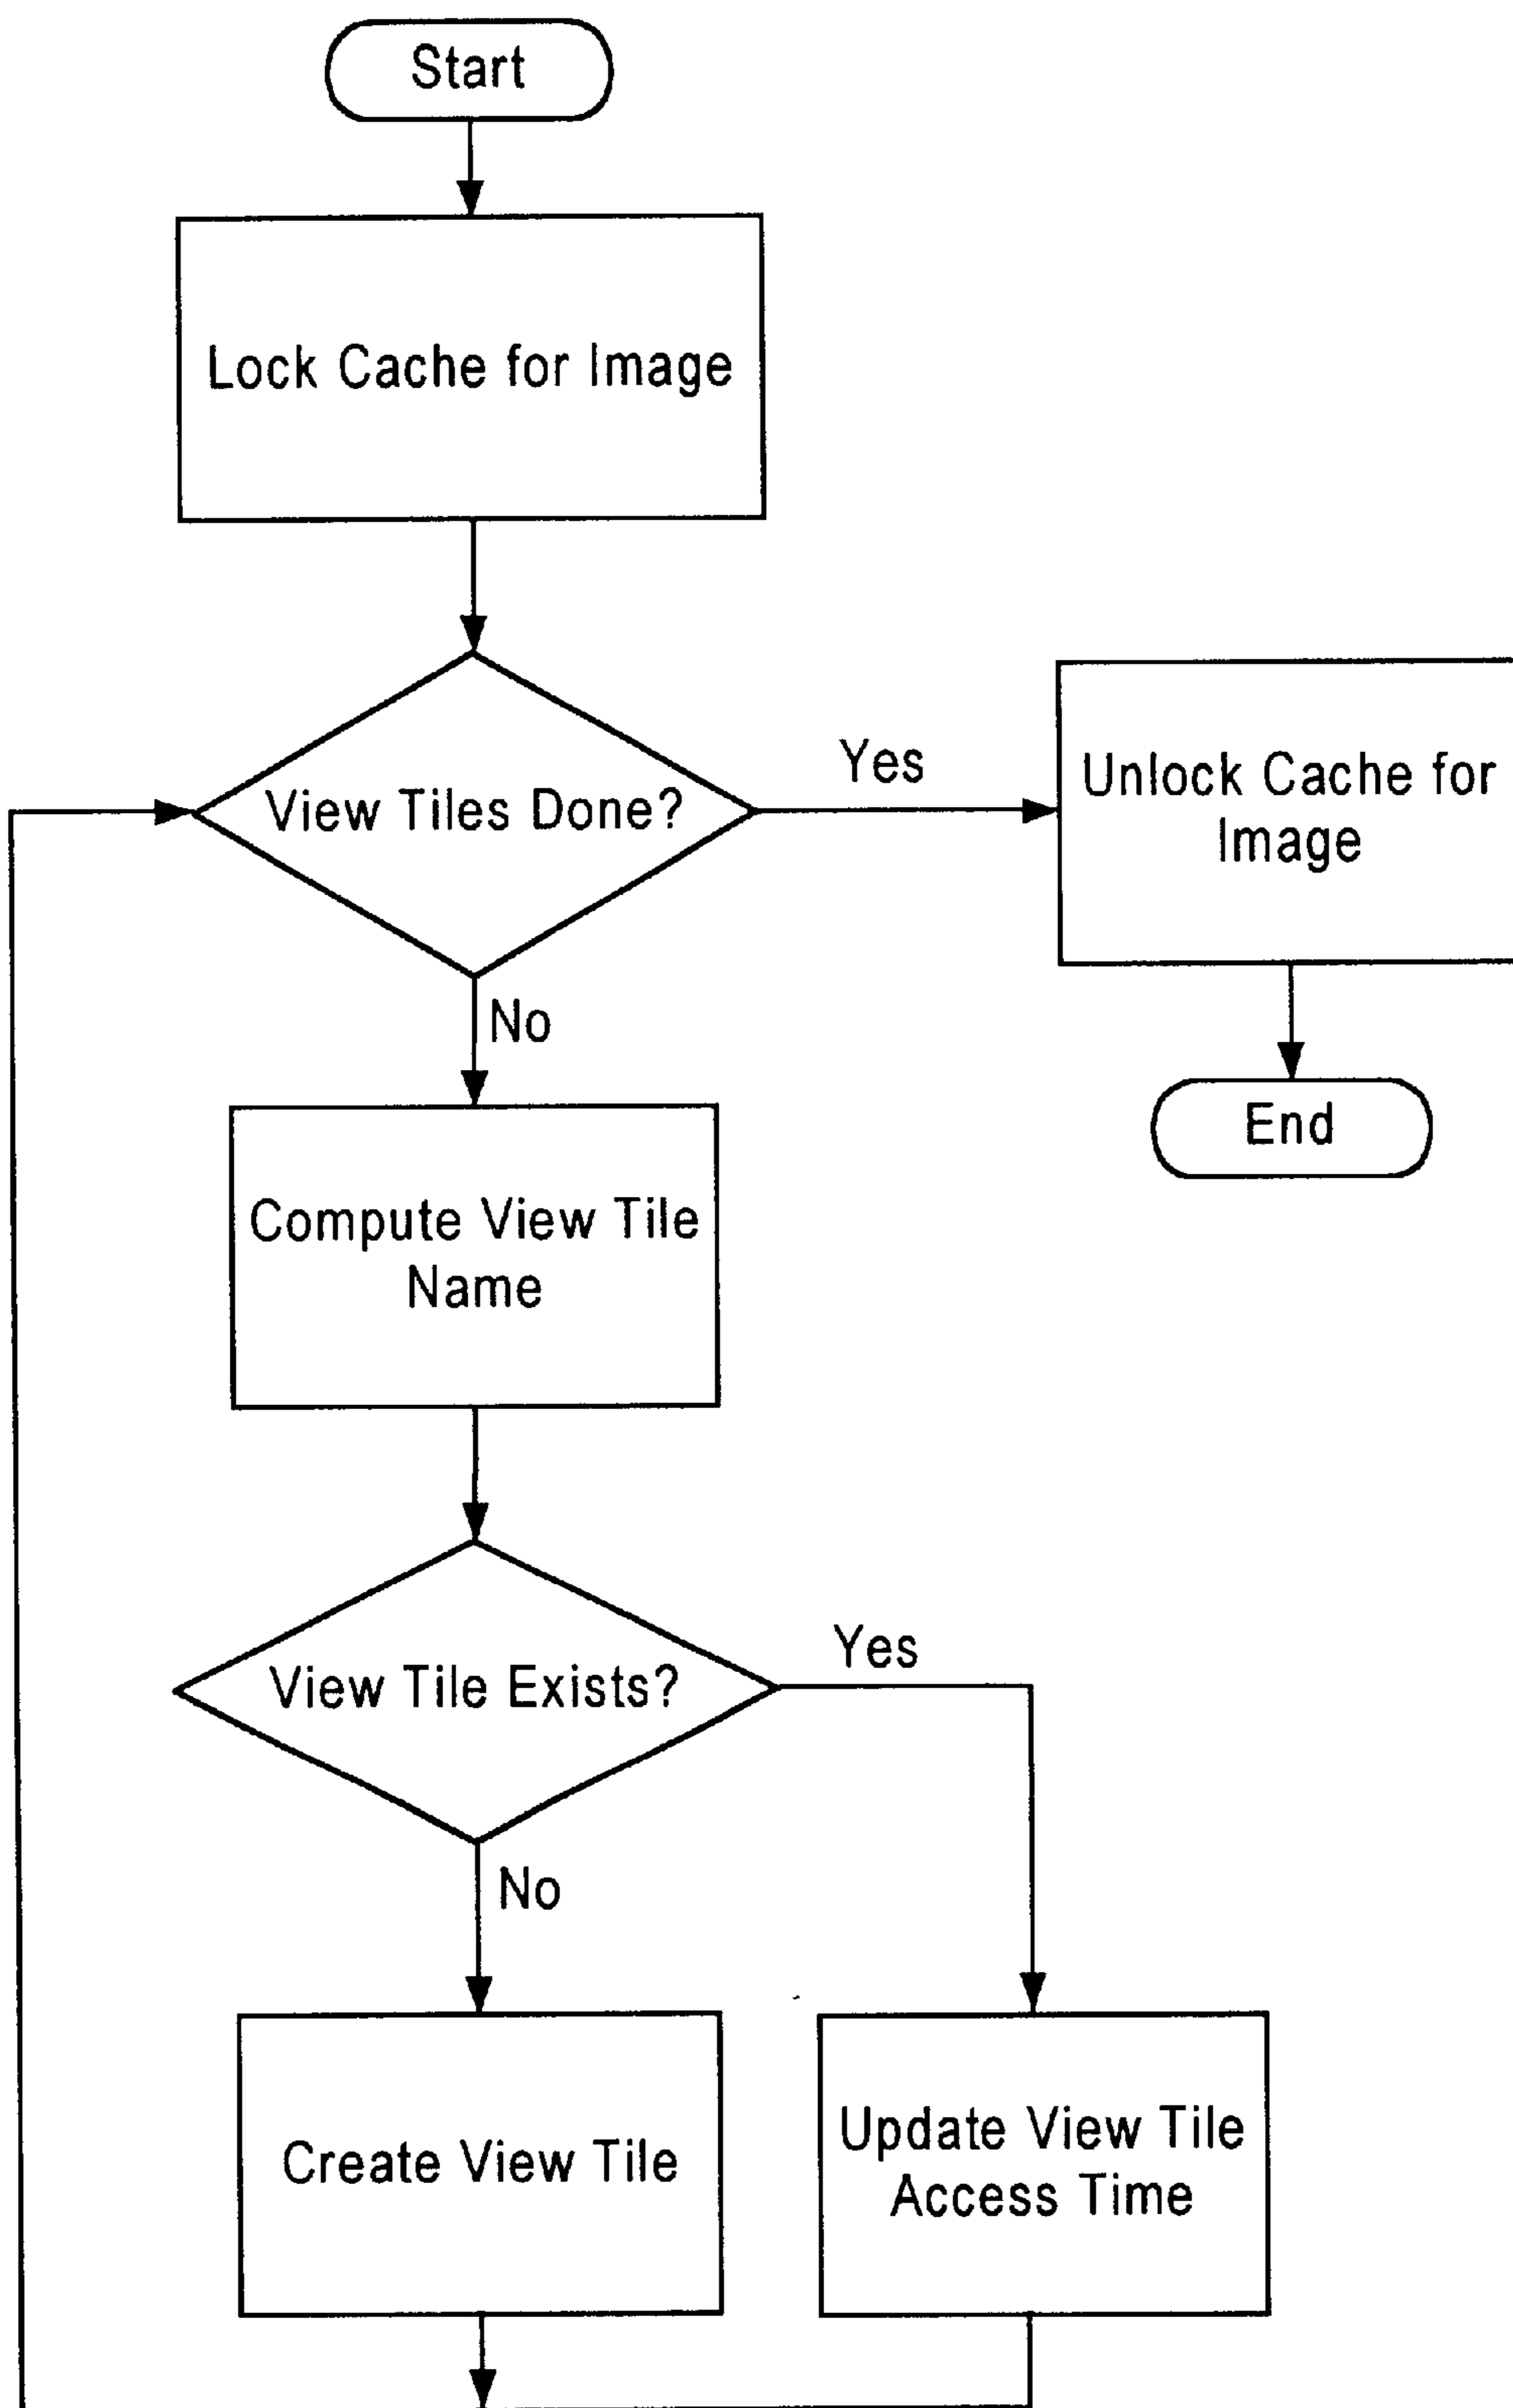 Start
Lock Cache for Image
View Tiles Done?
Yes
Unlock Cache for
Image
No
End
Compute View Tile
Name
View Tile Exists?
Yes
No
Create View Tile
Update View Tile
Access Time